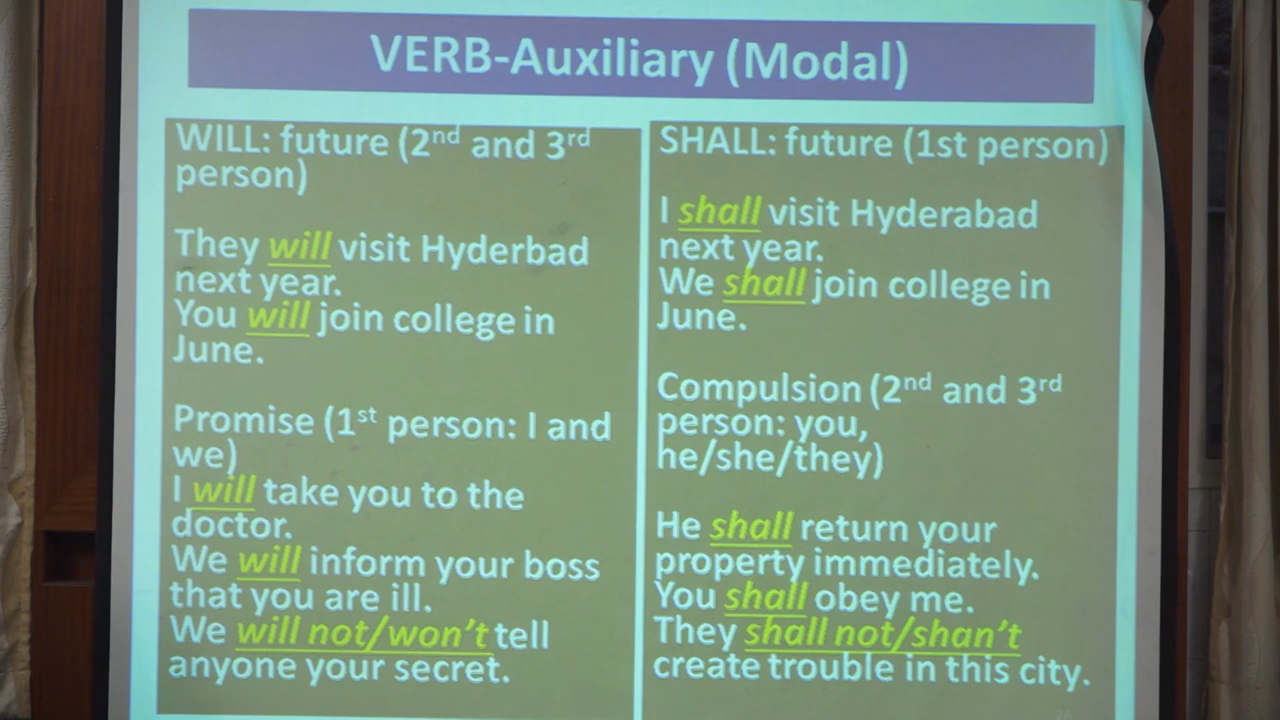 VERB-Auxiliary (Modal)
WILL: future (2nd and 3rd
person)
They will visit Hyderbad
next year.
You will join college in
June.
Promise (1st person: I and
we)
I will take you to the
doctor.
We will inform your boss
that you are ill.
We will not/won't tell
anyone your secret.
SHALL: future (1st person)
I shall visit Hyderabad
next year.
We shall join college in
June.
Compulsion (2nd and 3rd
person: you,
he/she/they)
He shall return your
property immediately.
You shall obey me.
They shall not/shan't
create trouble in this city.